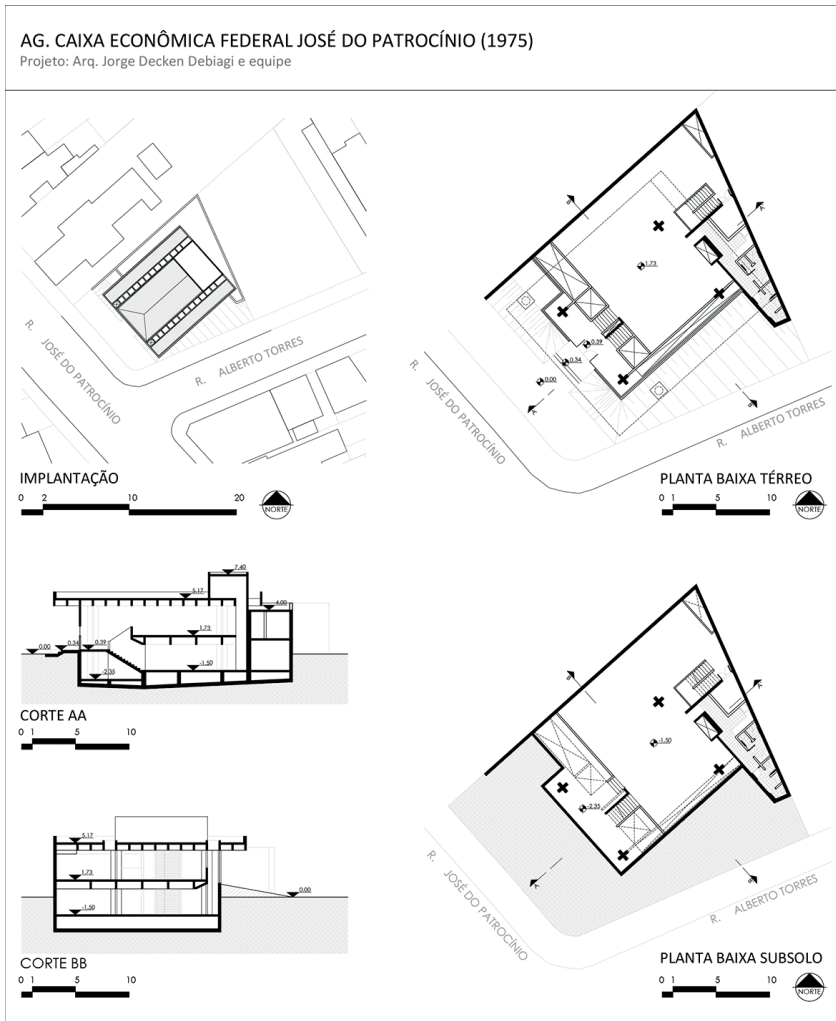 AG. CAIXA ECONÔMICA FEDERAL JOSÉ DO PATROCÍNIO (1975)
Projeto: Arq. Jorge Decken Debiagi e equipe
R. JOSÉ DO PATROCÍNIO
R. ALBERTO TORRES
IMPLANTAÇÃO
0 2 10 20
NORTE
B
A
1.73
0.39
0.34
0.00
A
B
R. JOSÉ DO PATROCÍNIO
R. ALBERTO TORRES
PLANTA BAIXA TÉRREO
0 1 5 10
NORTE
7.40
5.17
4.00
1.73
0.00
0.34
0.39
-1.50
-2.35
CORTE AA
0 1 5 10
B
A
-1.50
-2.35
A
B
R. JOSÉ DO PATROCÍNIO
R. ALBERTO TORRES
PLANTA BAIXA SUBSOLO
0 1 5 10
NORTE
5.17
1.73
0.00
-1.50
CORTE BB
0 1 5 10